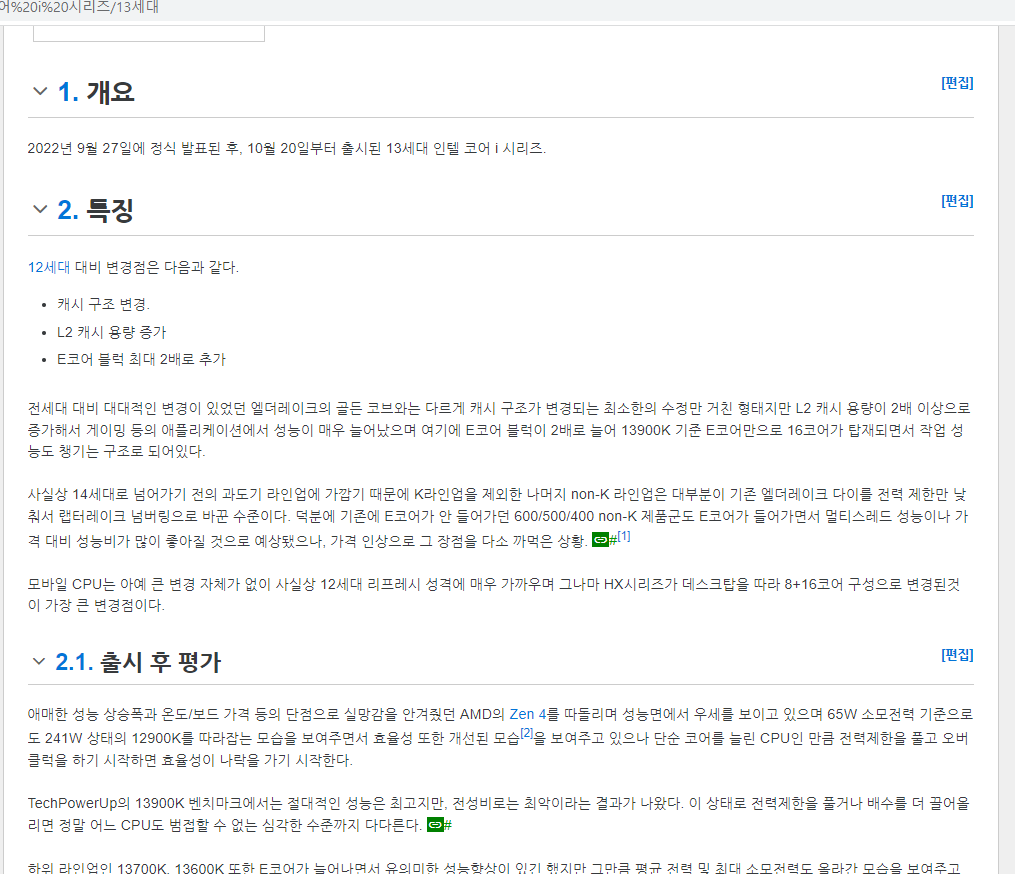 어%20i%20시리즈/13세대
1. 개요
[편집]
2022년 9월 27일에 정식 발표된 후, 10월 20일부터 출시된 13세대 인텔 코어 i 시리즈.
2. 특징
[편집]
12세대 대비 변경점은 다음과 같다.
• 캐시 구조 변경.
• L2 캐시 용량 증가
• E코어 블럭 최대 2배로 추가
전세대 대비 대대적인 변경이 있었던 엘더레이크의 골든 코브와는 다르게 캐시 구조가 변경되는 최소한의 수정만 거친 형태지만 L2 캐시 용량이 2배 이상으로
증가해서 게이밍 등의 애플리케이션에서 성능이 매우 늘어났으며 여기에 E코어 블럭이 2배로 늘어 13900K 기준 E코어만으로 16코어가 탑재되면서 작업 성
능도 챙기는 구조로 되어있다.
사실상 14세대로 넘어가기 전의 과도기 라인업에 가깝기 때문에 K라인업을 제외한 나머지 non-K 라인업은 대부분이 기존 엘더레이크 다이를 전력 제한만 낮
춰서 랩터레이크 넘버링으로 바꾼 수준이다. 덕분에 기존에 E코어가 안 들어가던 600/500/400 non-K 제품군도 E코어가 들어가면서 멀티스레드 성능이나 가
격 대비 성능비가 많이 좋아질 것으로 예상됐으나, 가격 인상으로 그 장점을 다소 까먹은 상황. #[1]
모바일 CPU는 아예 큰 변경 자체가 없이 사실상 12세대 리프레시 성격에 매우 가까우며 그나마 HX시리즈가 데스크탑을 따라 8+16코어 구성으로 변경된것
이 가장 큰 변경점이다.
2.1. 출시 후 평가
[편집]
애매한 성능 상승폭과 온도/보드 가격 등의 단점으로 실망감을 안겨줬던 AMD의 Zen 4를 따돌리며 성능면에서 우세를 보이고 있으며 65W 소모전력 기준으로
도 241W 상태의 12900K를 따라잡는 모습을 보여주면서 효율성 또한 개선된 모습[2]을 보여주고 있으나 단순 코어를 늘린 CPU인 만큼 전력제한을 풀고 오버
클럭을 하기 시작하면 효율성이 나락을 가기 시작한다.
TechPowerUp의 13900K 벤치마크에서는 절대적인 성능은 최고지만, 전성비로는 최악이라는 결과가 나왔다. 이 상태로 전력제한을 풀거나 배수를 더 끌어올
리면 정말 어느 CPU도 범접할 수 없는 심각한 수준까지 다다른다. #
하위 라인업인 13700K, 13600K 또한 E코어가 늘어나면서 유의미한 성능향상이 있긴 했지만 그만큼 평균 전력 및 최대 소모전력도 올라간 모습을 보여주고